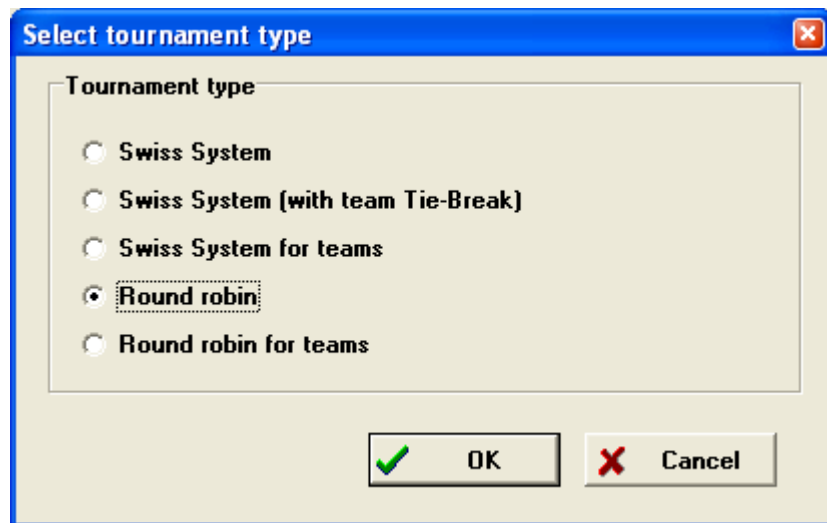 Select tournament type
Tournament type
Swiss System
Swiss System (with team Tie-Break)
Swiss System for teams
Round robin
Round robin for teams
OK
Cancel